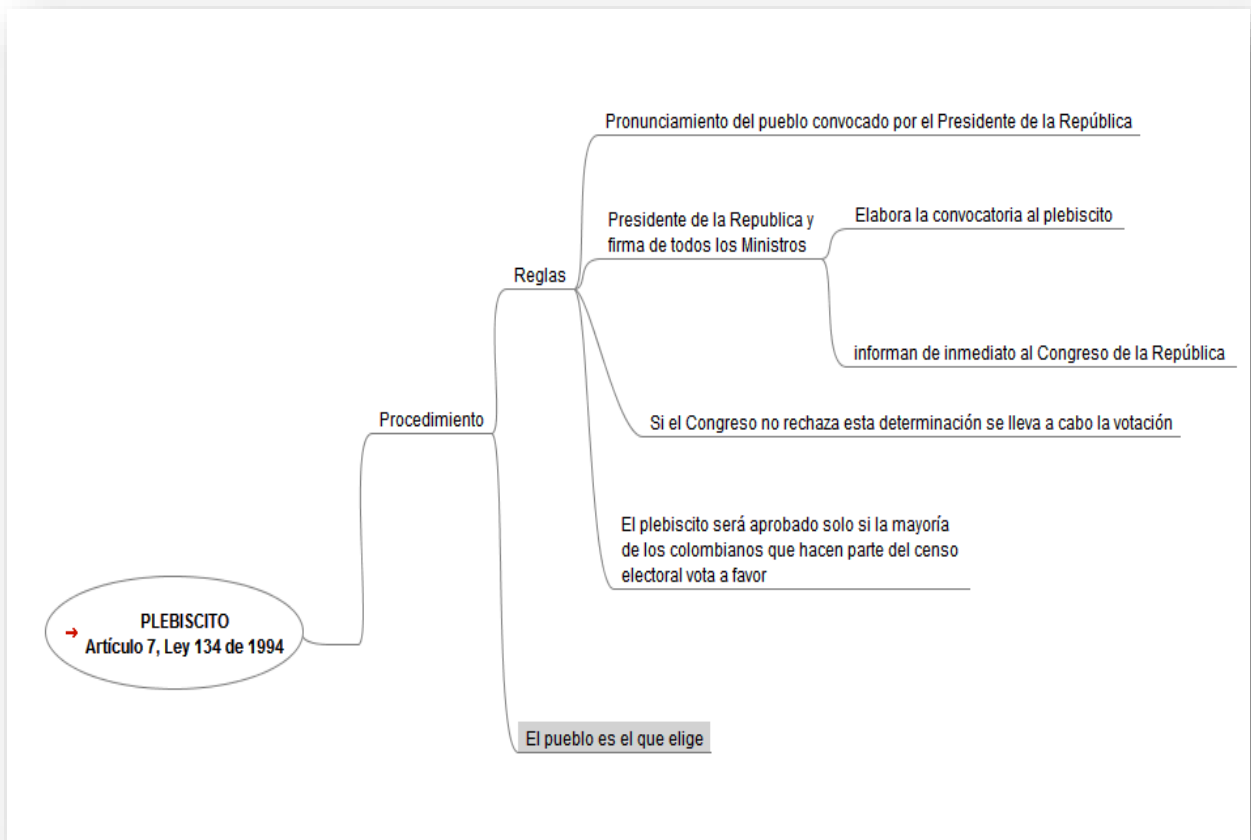 Pronunciamiento del pueblo convocado por el Presidente de la República
Presidente de la Republica y
firma de todos los Ministros
Elabora la convocatoria al plebiscito
Reglas
informan de inmediato al Congreso de la República
Procedimiento
Si el Congreso no rechaza esta determinación se lleva a cabo la votación
El plebiscito será aprobado solo si la mayoría
de los colombianos que hacen parte del censo
electoral vota a favor
PLEBISCITO
Artículo 7, Ley 134 de 1994
El pueblo es el que elige